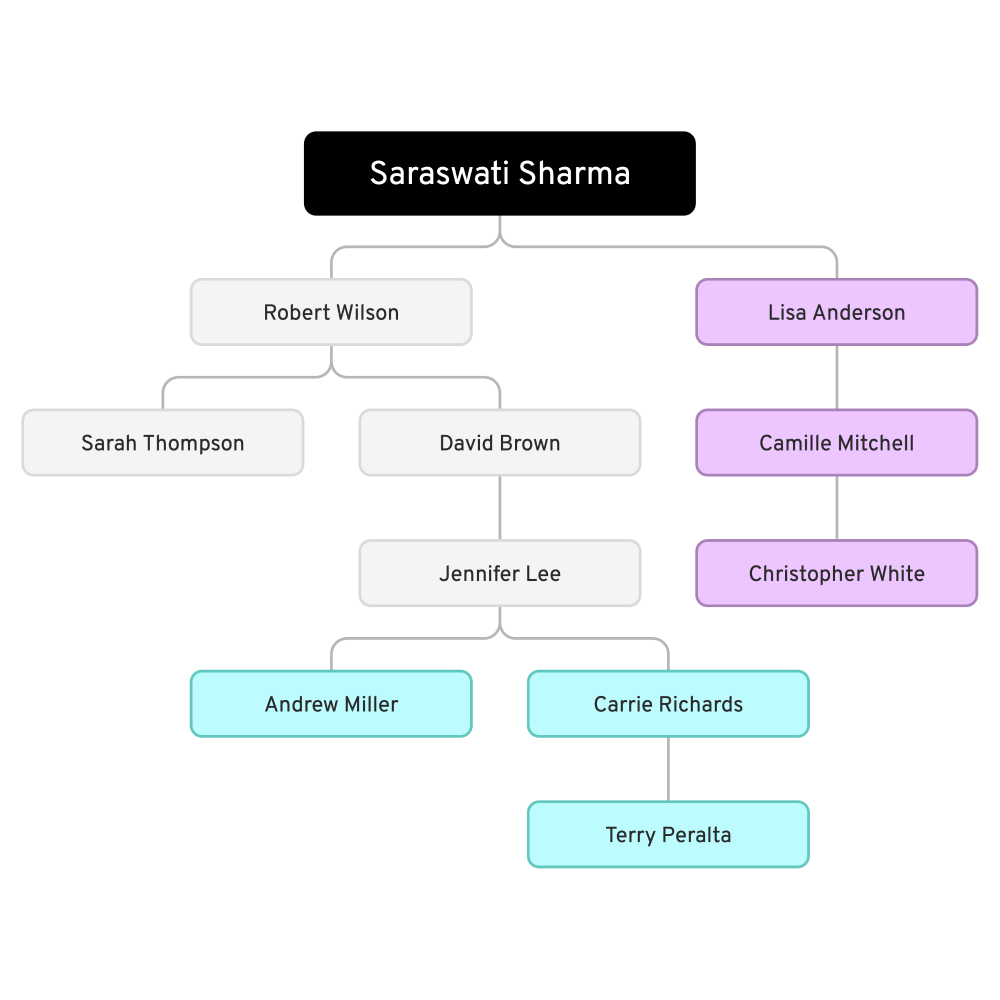 Saraswati Sharma
Robert Wilson
Lisa Anderson
Sarah Thompson
David Brown
Camille Mitchell
Jennifer Lee
Christopher White
Andrew Miller
Carrie Richards
Terry Peralta